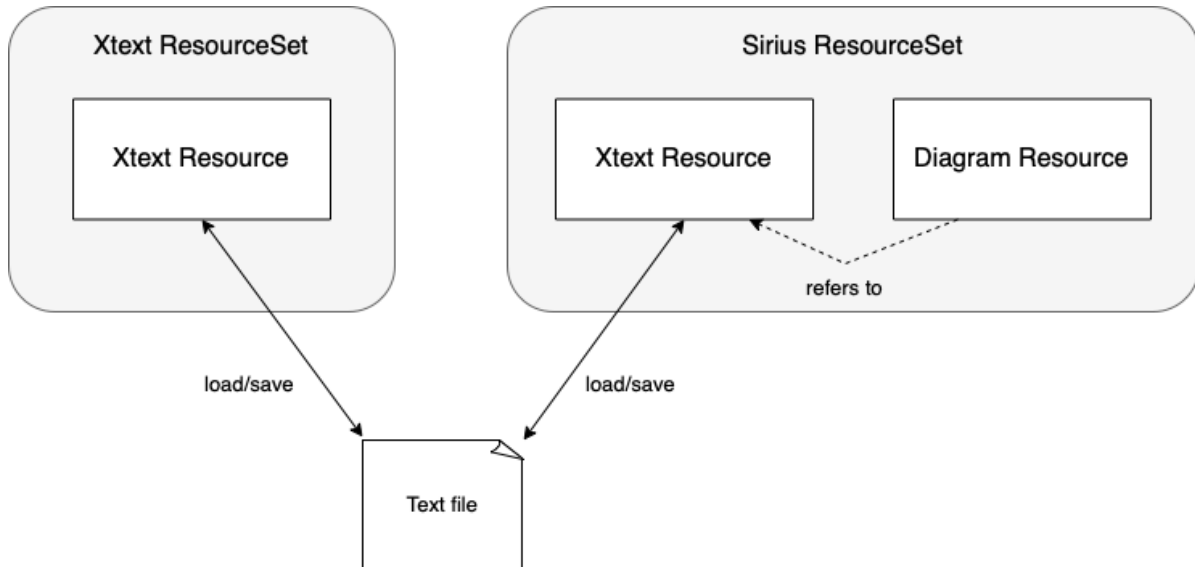 Xtext ResourceSet
Sirius ResourceSet
Xtext Resource
Xtext Resource
Diagram Resource
refers to
load/save
load/save
Text file